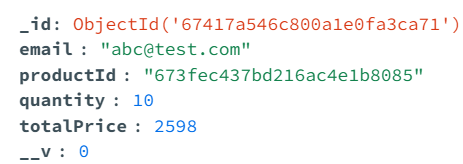 _id: ObjectId('67417a546c800a1e0fa3ca71')
email : "abc@test.com"
productId : "673fec437bd216ac4e1b8085"
quantity : 10
totalPrice : 2598
__v : 0